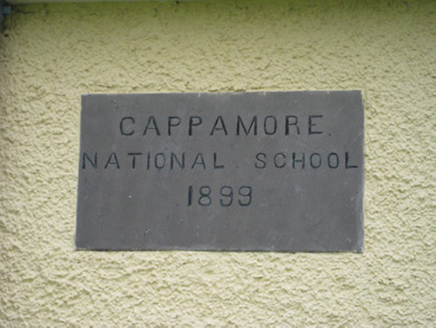 CAPPAMORE.
NATIONAL. SCHOOL
1899